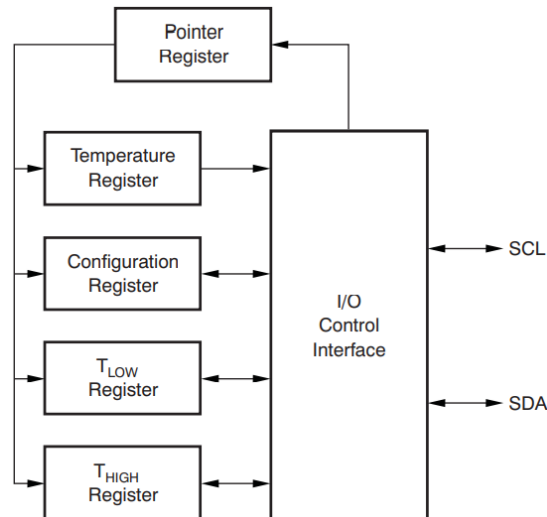 Pointer
Register
Temperature
Register
Configuration
Register
TLOW
Register
THIGH
Register
I/O
Control
Interface
SCL
SDA